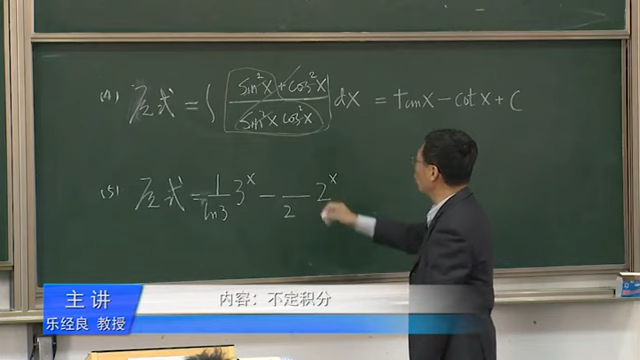 (4) 原式 = ∫ (sin²x + cos²x)/(sin²x cos²x) dx = tan x - cot x + C
(5) 原式 = 1/ln3 3^x - —/2 2^x
主讲
内容：不定积分
乐经良 教授